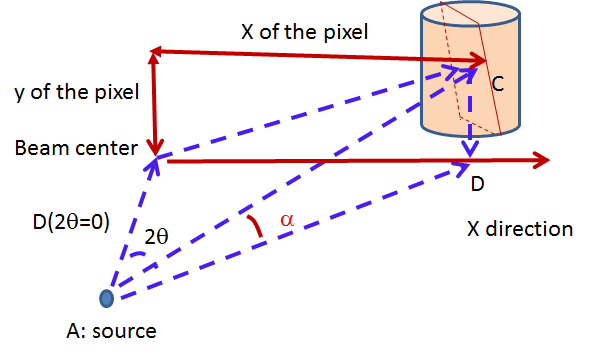 X of the pixel
C
y of the pixel
Beam center
D
D(2θ=0)
2θ
α
X direction
A: source